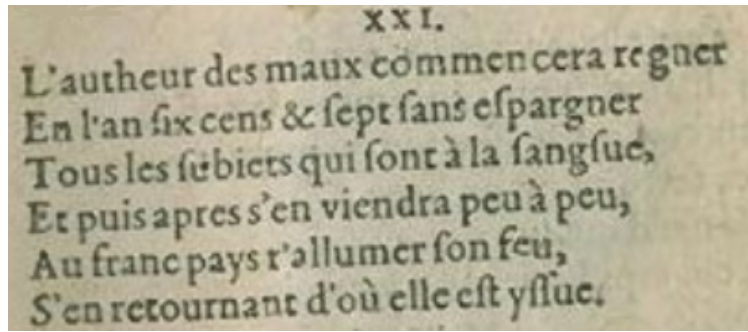 XXI.
L'autheur des maux commencera regner
En l'an ſix cens & ſept ſans eſpargner
Tous les ſubiets qui ſont à la ſangſue,
Et puis apres s'en viendra peu à peu,
Au franc pays r'allumer ſon feu,
S'en retournant d'où elle eſt yſſue.